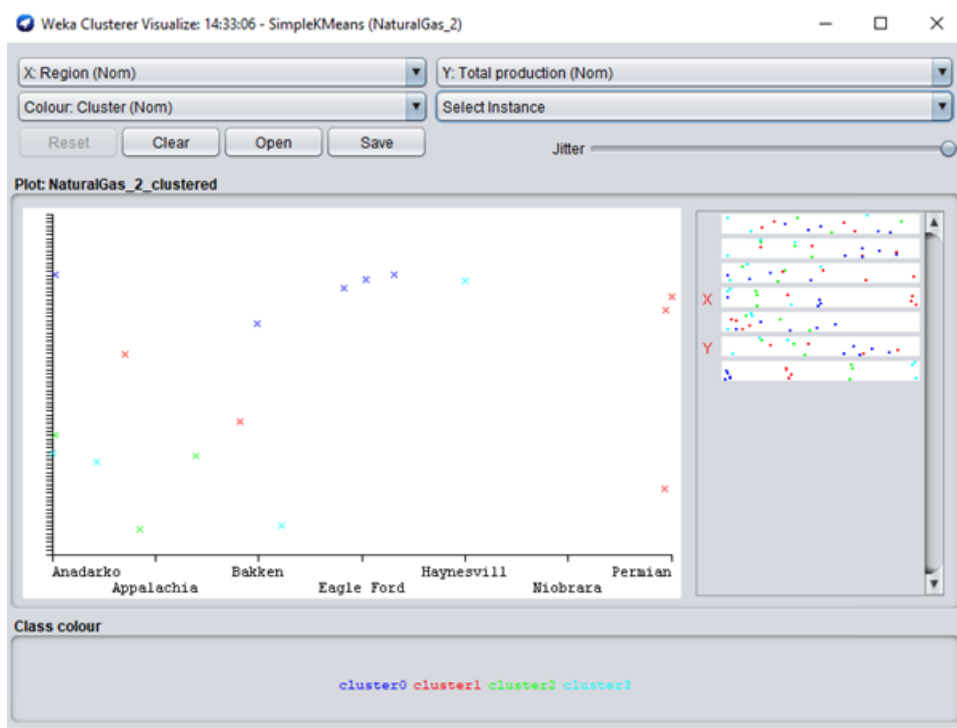 Weka Clusterer Visualize: 14:33:06 - SimpleKMeans (NaturalGas_2)
X: Region (Nom) Y: Total production (Nom)
Colour: Cluster (Nom) Select Instance
Reset Clear Open Save Jitter
Plot: NaturalGas_2_clustered
X
Y
Anadarko Bakken Haynesvill Permian
Appalachia Eagle Ford Niobrara
Class colour
cluster0 cluster1 cluster2 cluster3